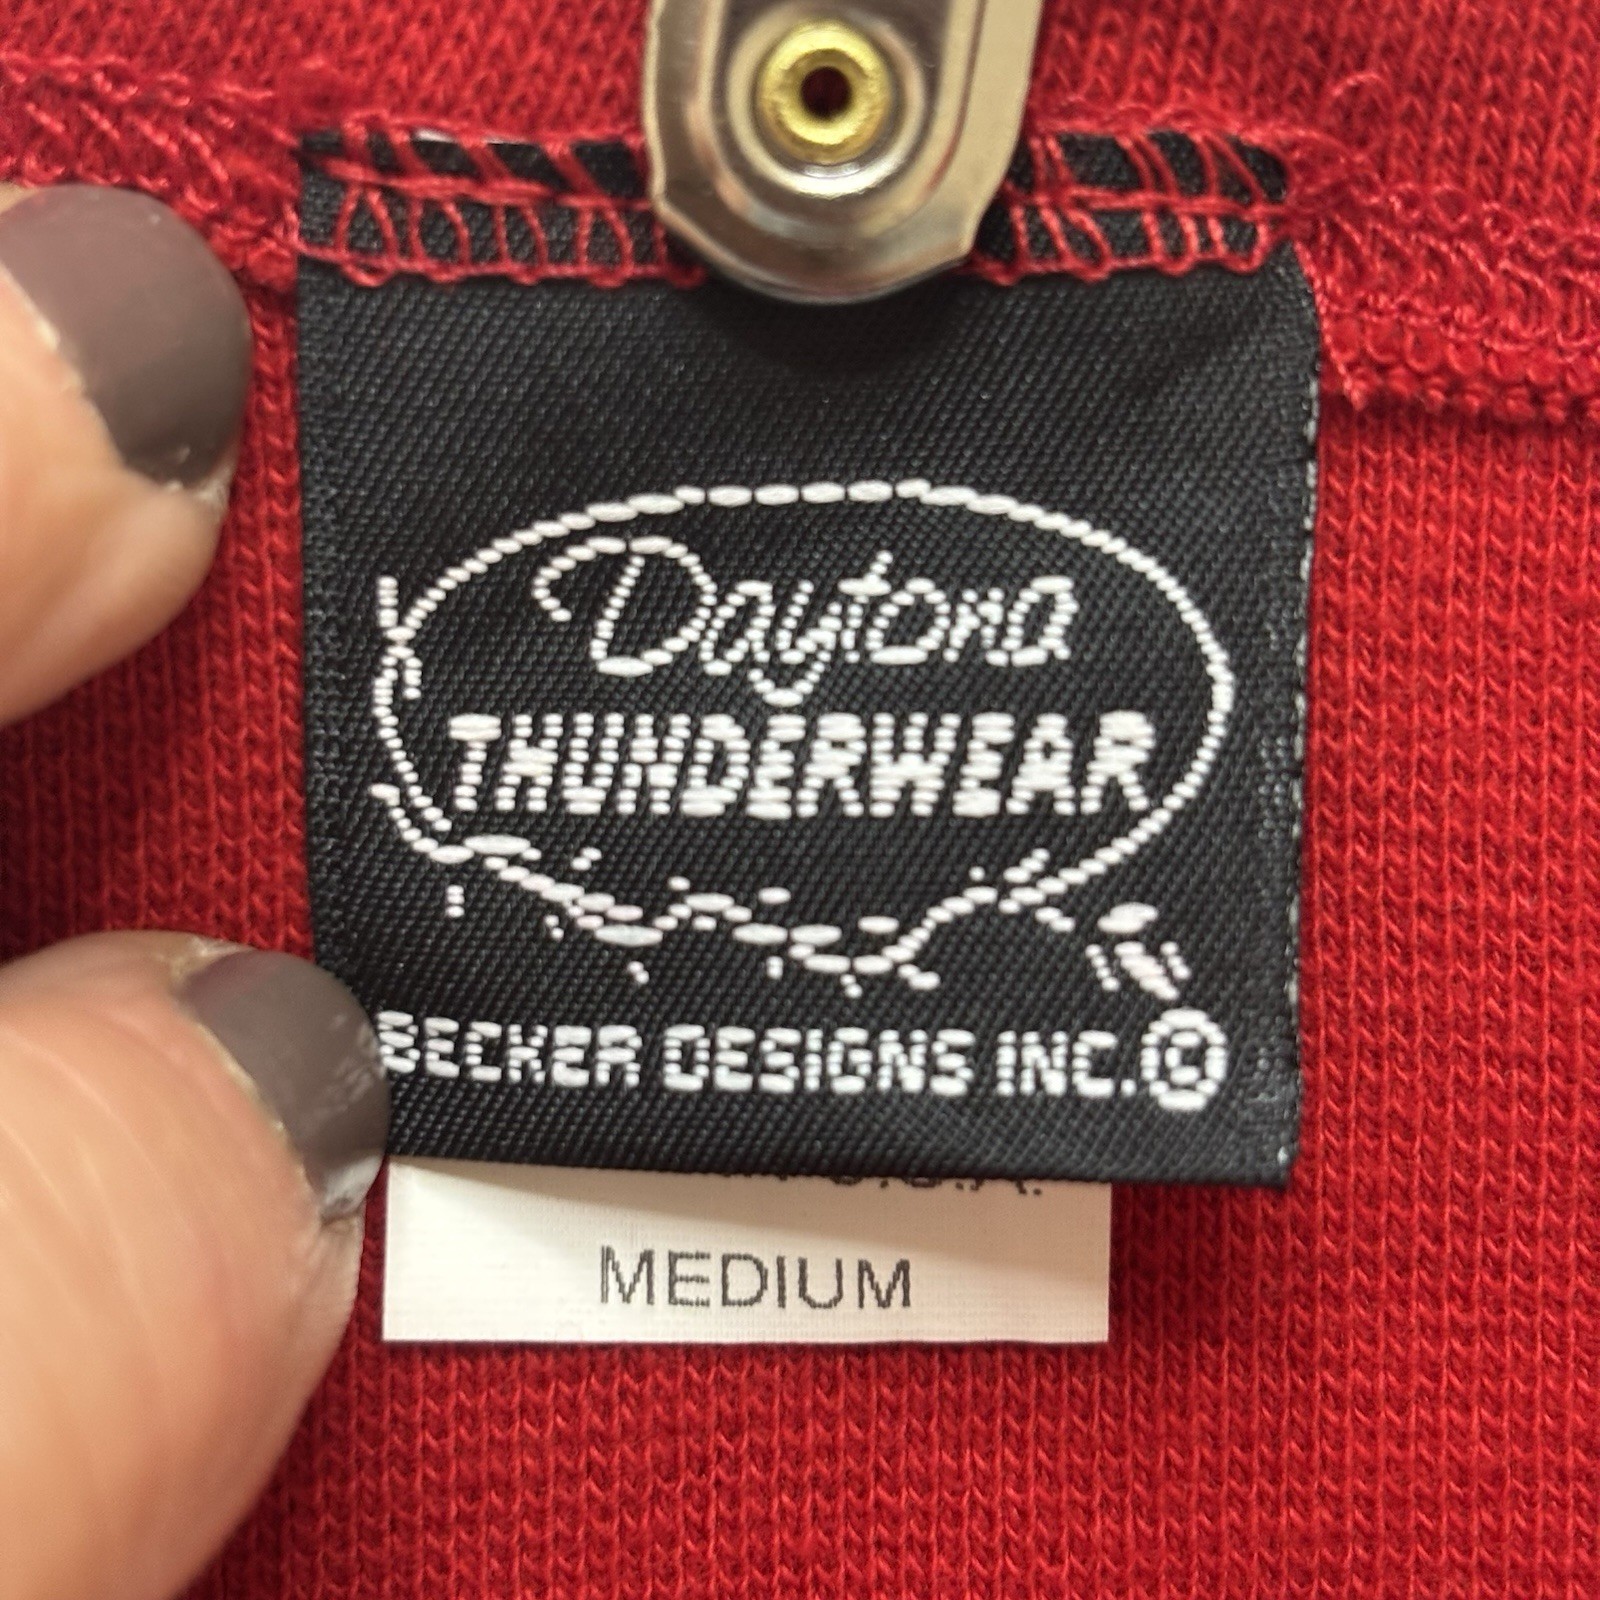 Daytona
THUNDERWEAR
BECKER DESIGNS INC.©
U.S.A.
MEDIUM